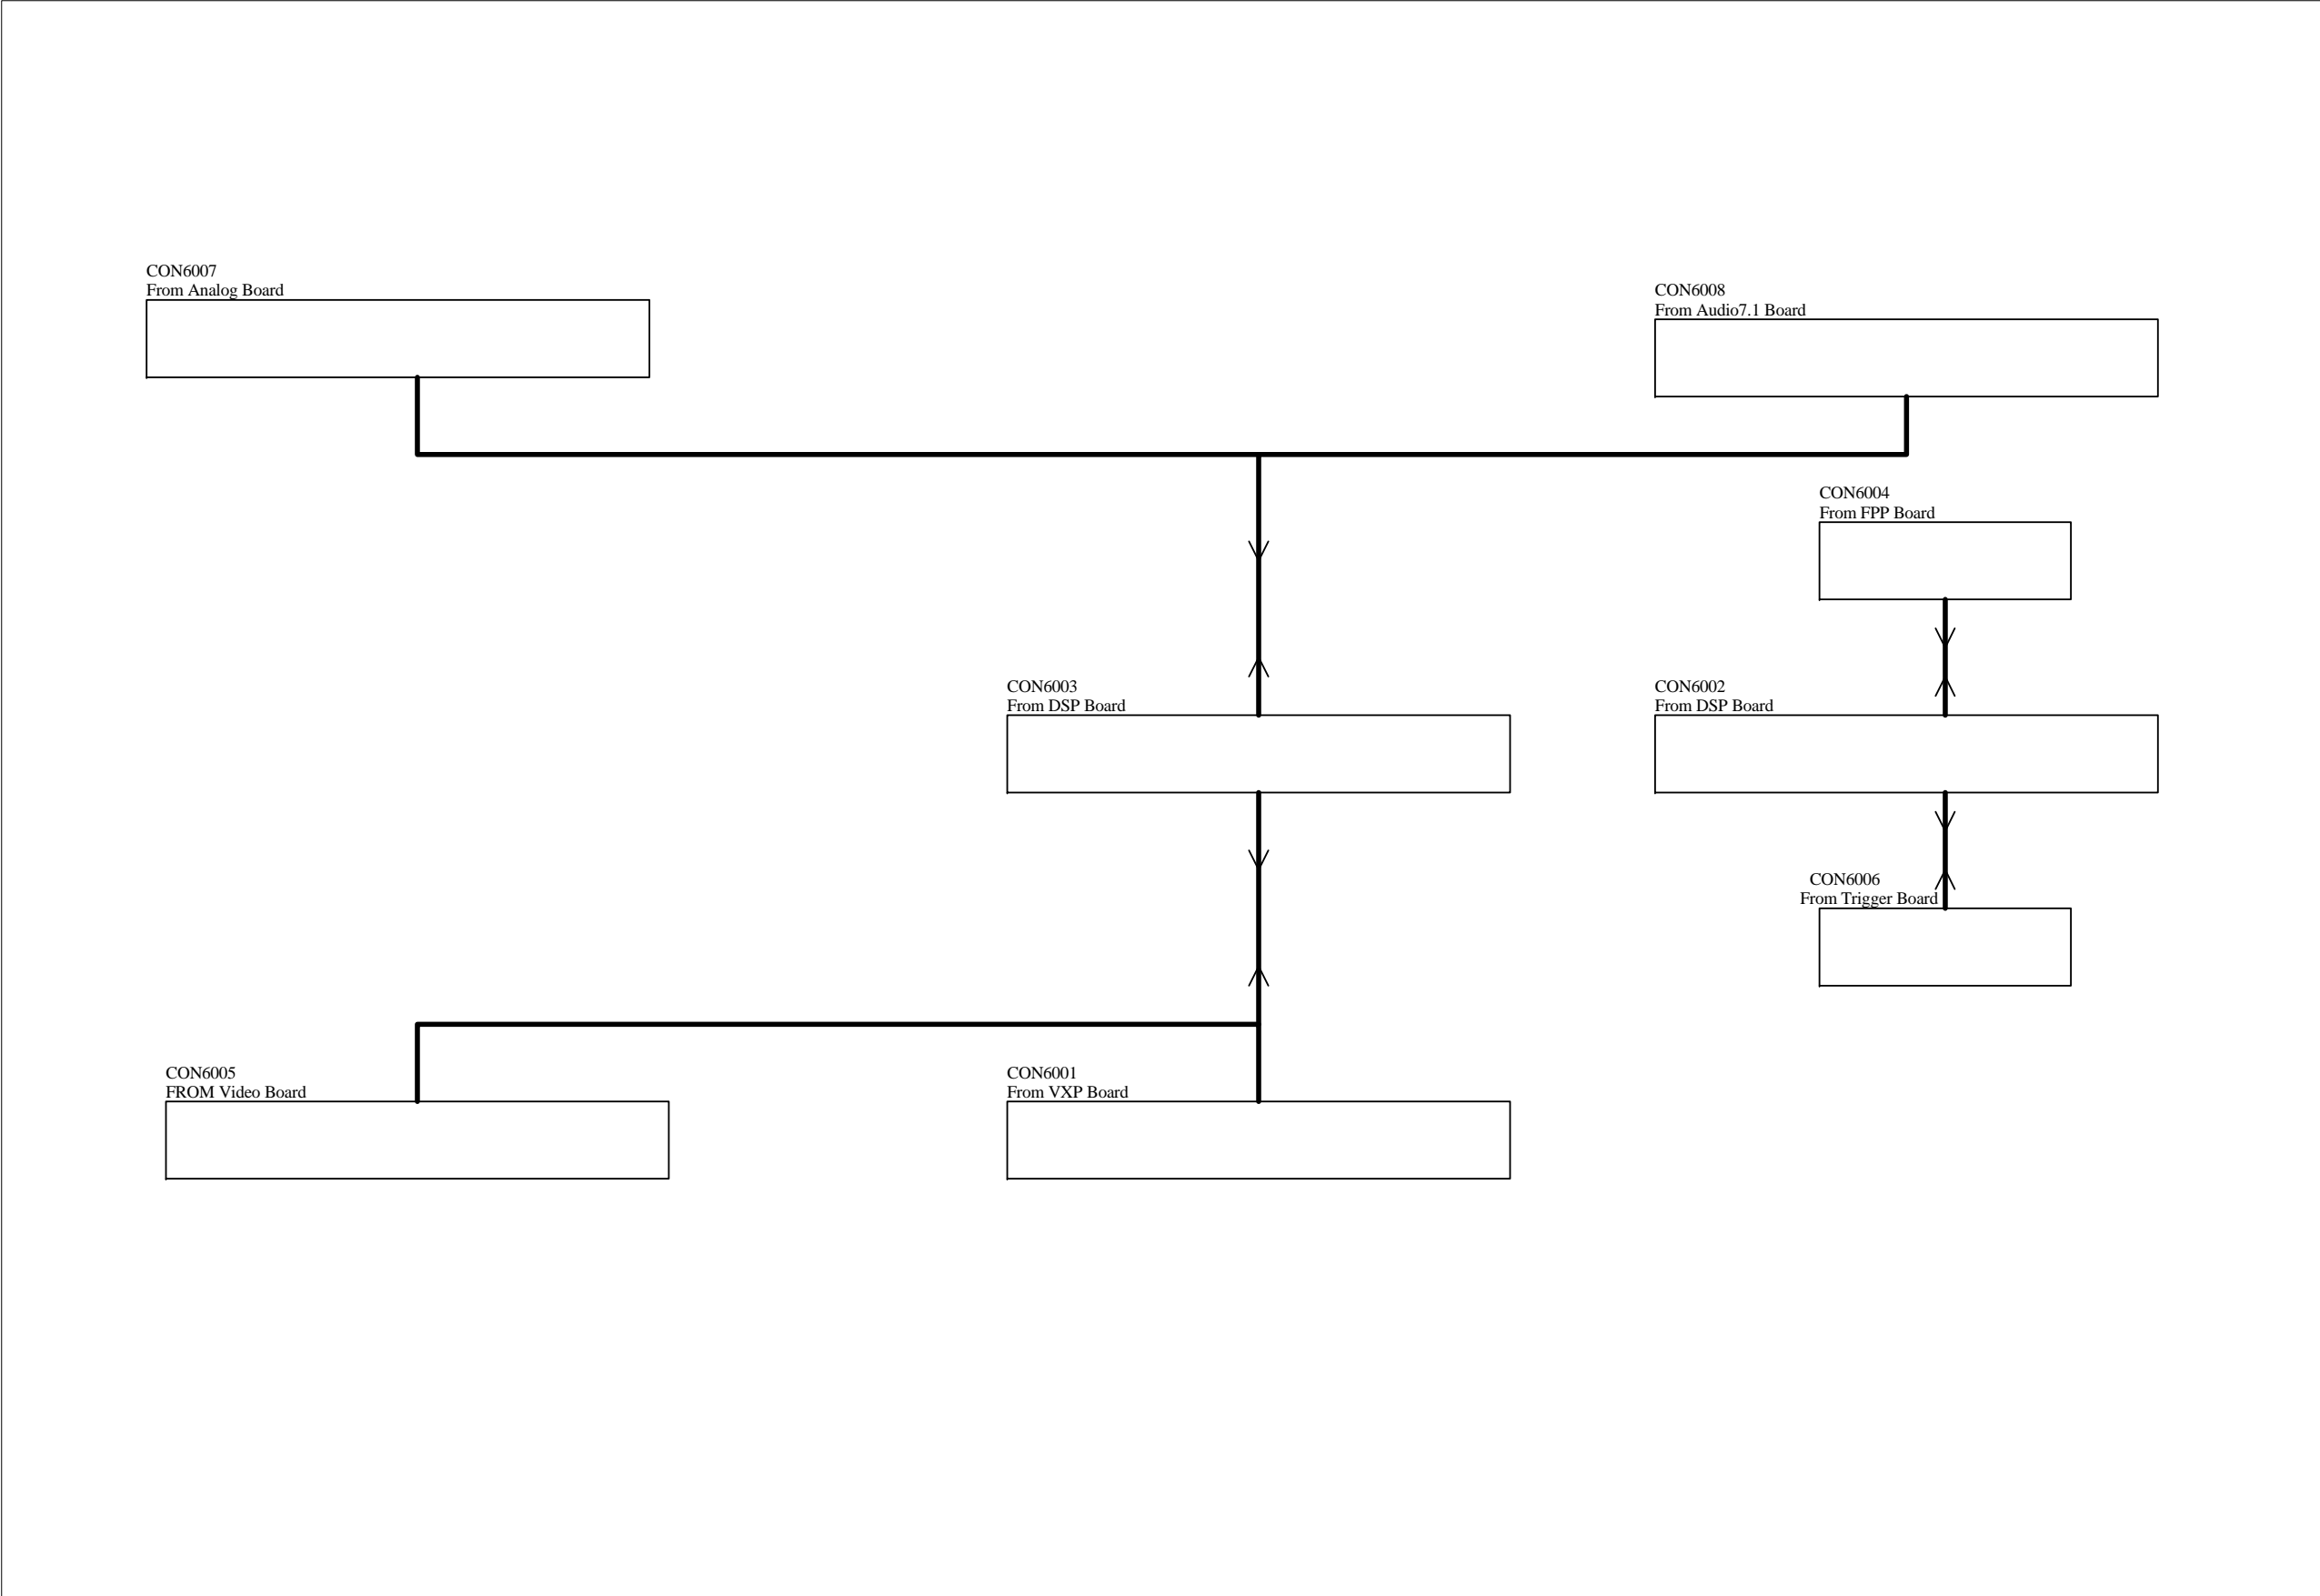 CON6007
From Analog Board
CON6008
From Audio7.1 Board
CON6004
From FPP Board
CON6003
From DSP Board
CON6002
From DSP Board
CON6006
From Trigger Board
CON6005
FROM Video Board
CON6001
From VXP Board